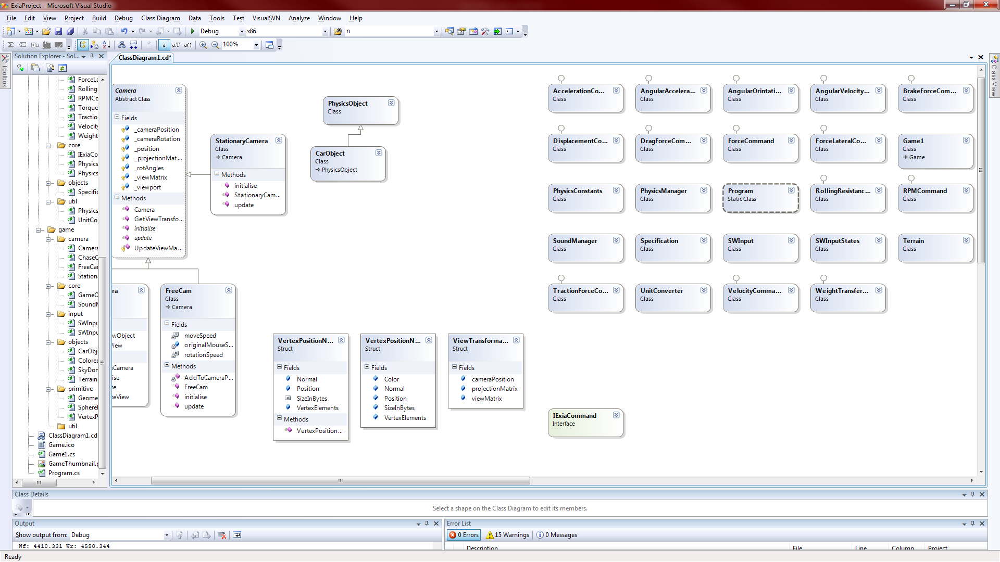 ExiaProject - Microsoft Visual Studio
File Edit View Project Build Debug Class Diagram Data Tools Test VisualSVN Analyze Window Help
Debug x86 n
a a:T a() 100%
Toolbox
Solution Explorer - Sol...
ForceLa
Rolling
RPMCo
Torque
Tractio
Velocity
Weight
core
IExiaCo
Physics
Physics
objects
Specific
util
Physics
UnitCo
game
camera
Camera
ChaseC
FreeCar
Station
core
GameC
SoundM
input
SWInpu
SWInpu
objects
CarObj
Colored
SkyDon
Terrain
primitive
Geome
SphereI
VertexP
util
ClassDiagram1.cd
Game.ico
Game1.cs
GameThumbnail.p
Program.cs
ClassDiagram1.cd*
Class View
Camera
Abstract Class
Fields
_cameraPosition
_cameraRotation
_position
_projectionMat...
_rotAngles
_viewMatrix
_viewport
Methods
Camera
GetViewTransfo...
initialise
update
UpdateViewMa...
StationaryCamera
Class
Camera
Methods
initialise
StationaryCam...
update
PhysicsObject
Class
CarObject
Class
PhysicsObject
ra
wObject
View
eCamera
ise
te
teView
FreeCam
Class
Camera
Fields
moveSpeed
originalMouseS...
rotationSpeed
Methods
AddToCameraP...
FreeCam
initialise
update
VertexPositionN...
Struct
Fields
Normal
Position
SizeInBytes
VertexElements
Methods
VertexPosition...
VertexPositionN...
Struct
Fields
Color
Normal
Position
SizeInBytes
VertexElements
ViewTransforma...
Struct
Fields
cameraPosition
projectionMatrix
viewMatrix
AccelerationCo...
Class
AngularAccelera...
Class
AngularOrintati...
Class
AngularVelocity...
Class
BrakeForceCom...
Class
DisplacementCo...
Class
DragForceCom...
Class
ForceCommand
Class
ForceLateralCo...
Class
Game1
Class
Game
PhysicsConstants
Class
PhysicsManager
Class
Program
Static Class
RollingResistanc...
Class
RPMCommand
Class
SoundManager
Class
Specification
Class
SWInput
Class
SWInputStates
Class
Terrain
Class
TractionForceCo...
Class
UnitConverter
Class
VelocityComma...
Class
WeightTransfer...
Class
IExiaCommand
Interface
Class Details
Select a shape on the Class Diagram to edit its members.
Output
Show output from: Debug
Wf: 4410.331 Wr: 4590.344
Error List
0 Errors 15 Warnings 0 Messages
Description File Line Column Project
Ready